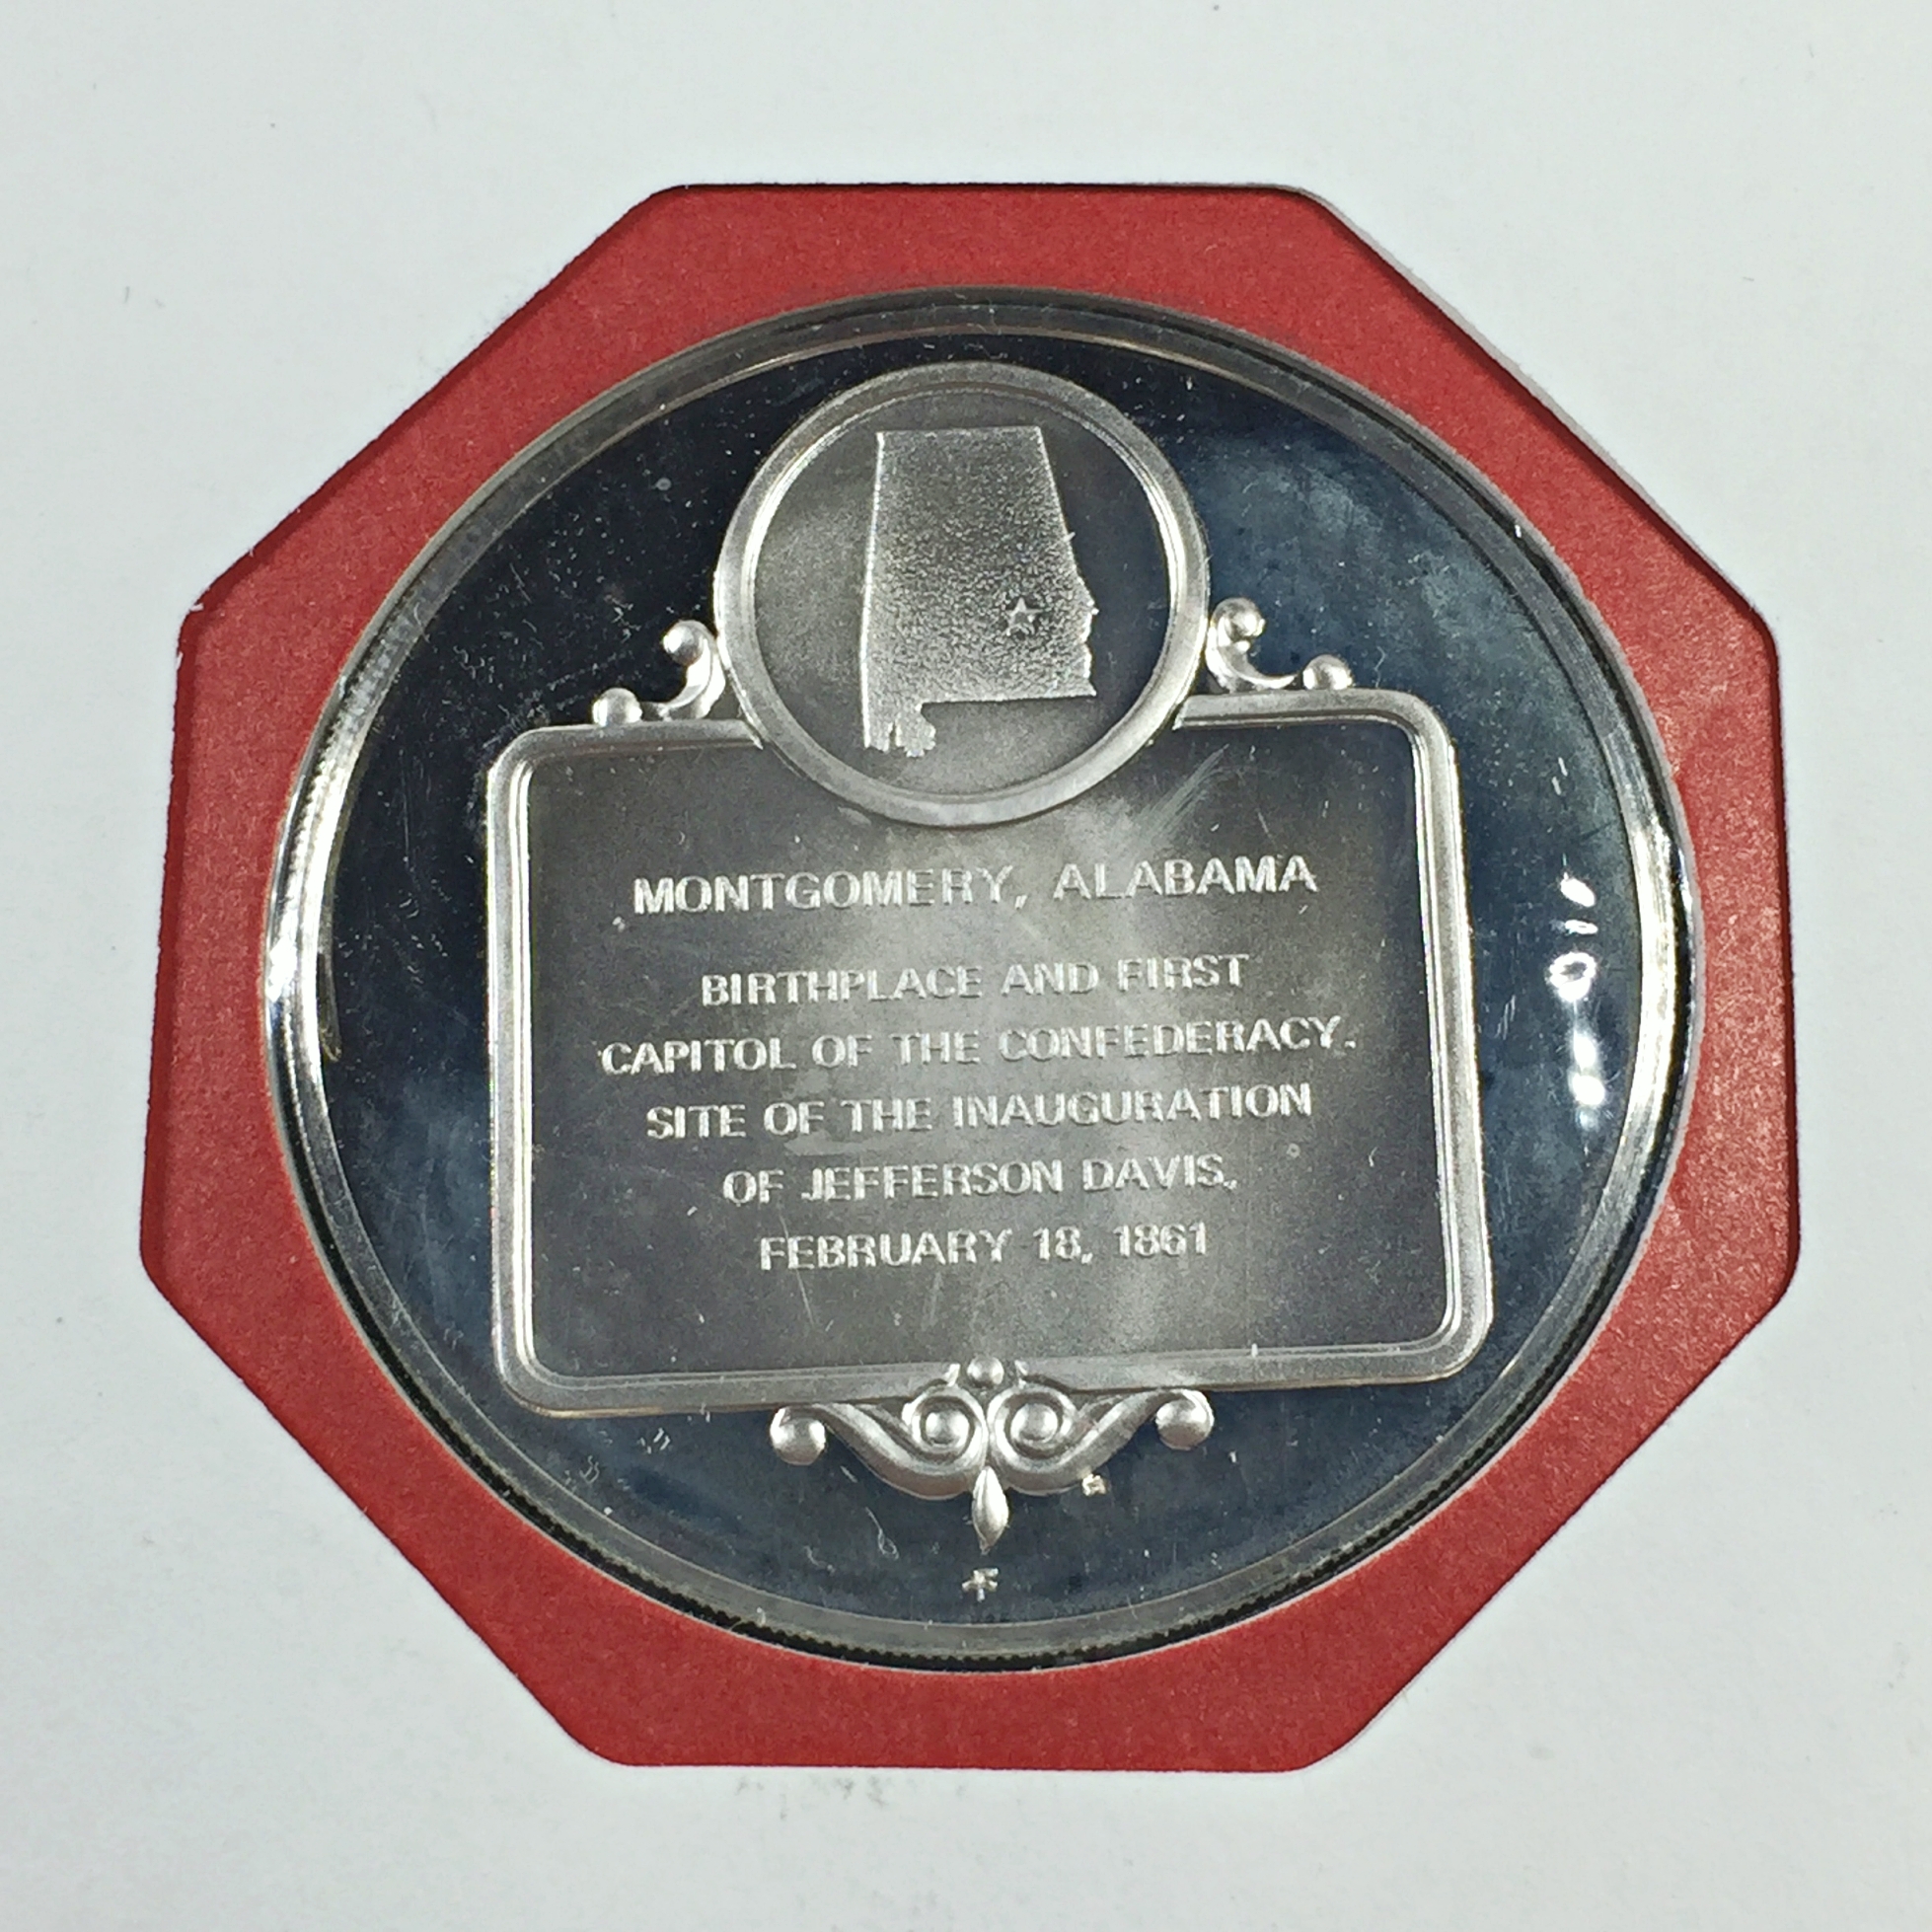 MONTGOMERY, ALABAMA
BIRTHPLACE AND FIRST
CAPITOL OF THE CONFEDERACY.
SITE OF THE INAUGURATION
OF JEFFERSON DAVIS,
FEBRUARY 18, 1861